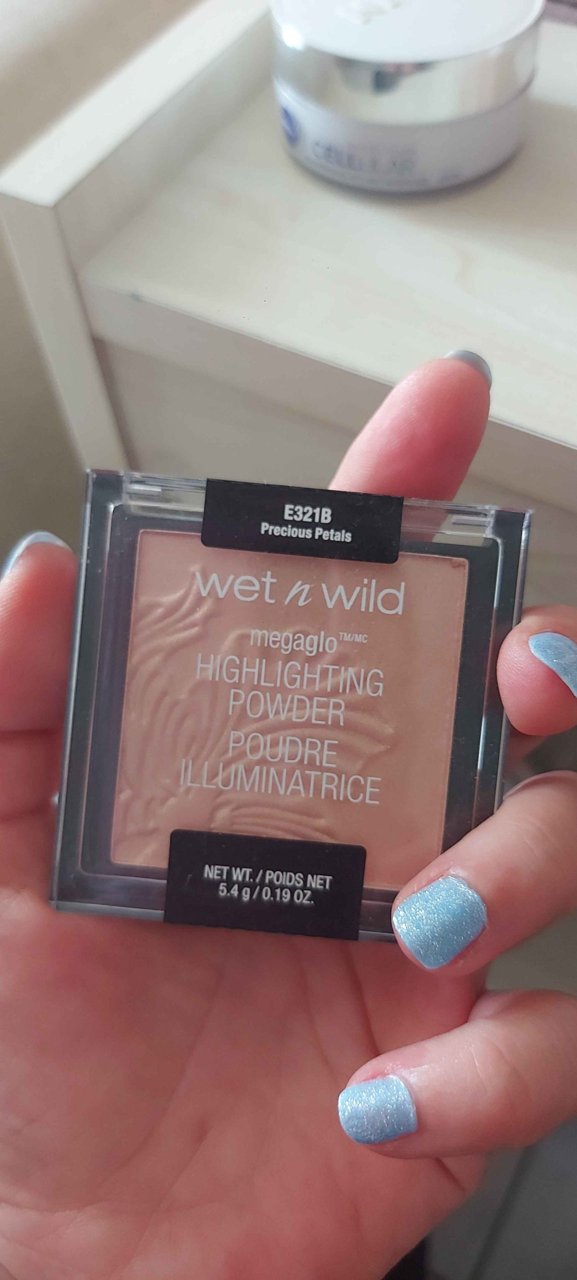 CELLULAR
E321B
Precious Petals
wet n wild
megaglo™/MC
HIGHLIGHTING
POWDER
POUDRE
ILLUMINATRICE
NET WT. / POIDS NET
5.4 g / 0.19 OZ.